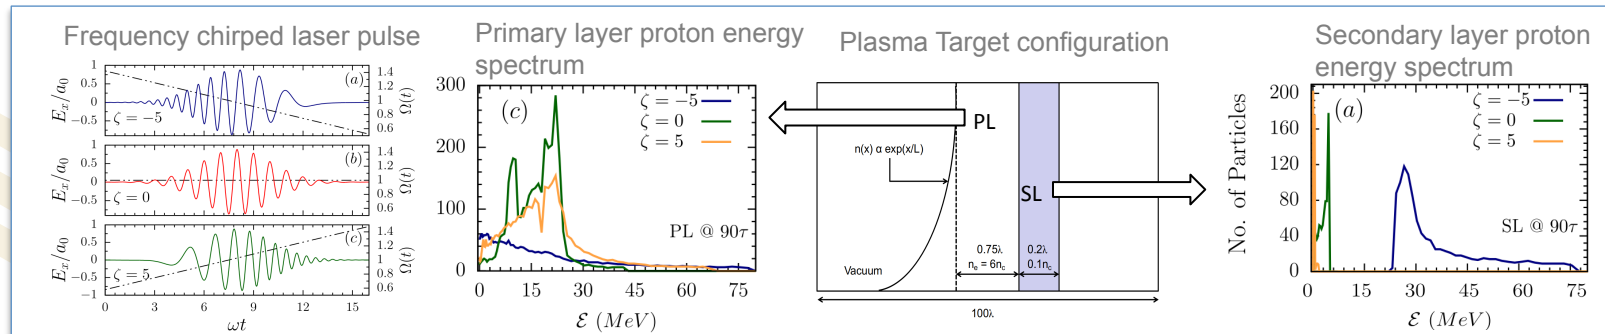 Frequency chirped laser pulse
1
0.5
0
-0.5
-1
E_x/a_0
(a)
ζ = −5
1.4
1.2
1
0.8
0.6
Ω(t)
0.5
0
-0.5
E_x/a_0
(b)
ζ = 0
1.4
1.2
1
0.8
0.6
Ω(t)
1
0.5
0
-0.5
-1
E_x/a_0
(c)
ζ = 5
1.4
1.2
1
0.8
0.6
Ω(t)
0 3 6 9 12 15
ωt
Primary layer proton energy
spectrum
300
200
100
0
(c)
ζ = −5
ζ = 0
ζ = 5
PL @ 90τ
0 15 30 45 60 75
ℰ (MeV)
Plasma Target configuration
PL
n(x) α exp(x/L)
SL
0.75λ
n_e = 6n_c
0.2λ
0.1n_c
Vacuum
100λ
Secondary layer proton
energy spectrum
No. of Particles
200
160
120
80
40
0
(a)
ζ = −5
ζ = 0
ζ = 5
SL @ 90τ
0 15 30 45 60 75
ℰ (MeV)